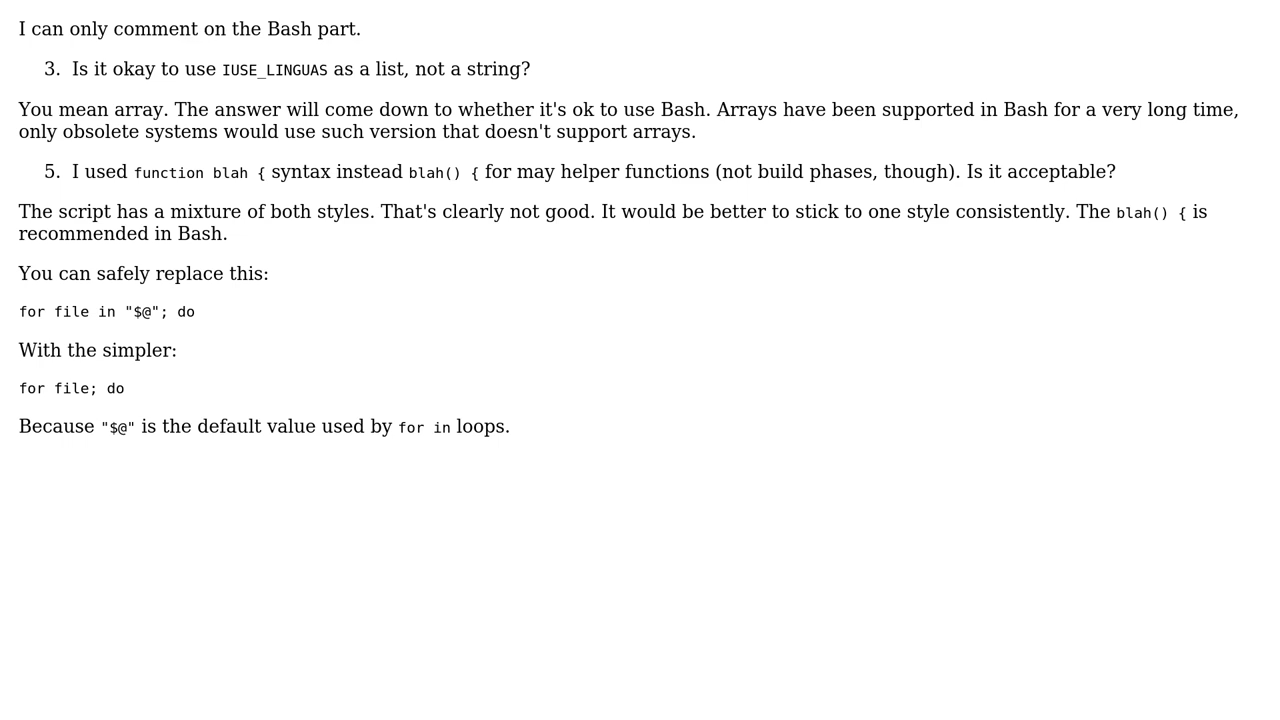 I can only comment on the Bash part.
3. Is it okay to use IUSE_LINGUAS as a list, not a string?
You mean array. The answer will come down to whether it's ok to use Bash. Arrays have been supported in Bash for a very long time,
only obsolete systems would use such version that doesn't support arrays.
5. I used function blah { syntax instead blah() { for may helper functions (not build phases, though). Is it acceptable?
The script has a mixture of both styles. That's clearly not good. It would be better to stick to one style consistently. The blah() { is
recommended in Bash.
You can safely replace this:
for file in "$@"; do
With the simpler:
for file; do
Because "$@" is the default value used by for in loops.